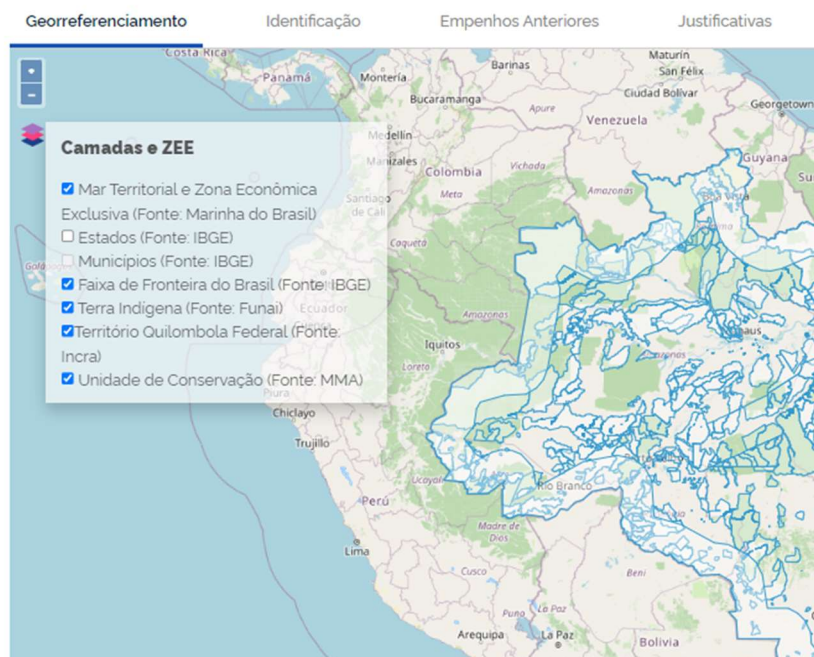 Georreferenciamento
Identificação
Empenhos Anteriores
Justificativas
+
−
Camadas e ZEE
Mar Territorial e Zona Econômica
Exclusiva (Fonte: Marinha do Brasil)
Estados (Fonte: IBGE)
Municípios (Fonte: IBGE)
Faixa de Fronteira do Brasil (Fonte: IBGE)
Terra Indígena (Fonte: Funai)
Território Quilombola Federal (Fonte:
Incra)
Unidade de Conservação (Fonte: MMA)
Costa Rica
Panamá
Montería
Barinas
Maturín
San Félix
Ciudad Bolívar
Bucaramanga
Apure
Georgetown
Venezuela
Medellín
Guyana
Manizales
Colombia
Vichada
Amazonas
Boa Vista
Meta
Santiago
de Cali
Caquetá
Ecuador
Amazonas
Iquitos
Loreto
Piura
Chiclayo
Trujillo
Ucayali
Rio Branco
Perú
Madre de
Dios
Lima
Cusco
Beni
Puno
La Paz
Arequipa
La Paz
Bolivia